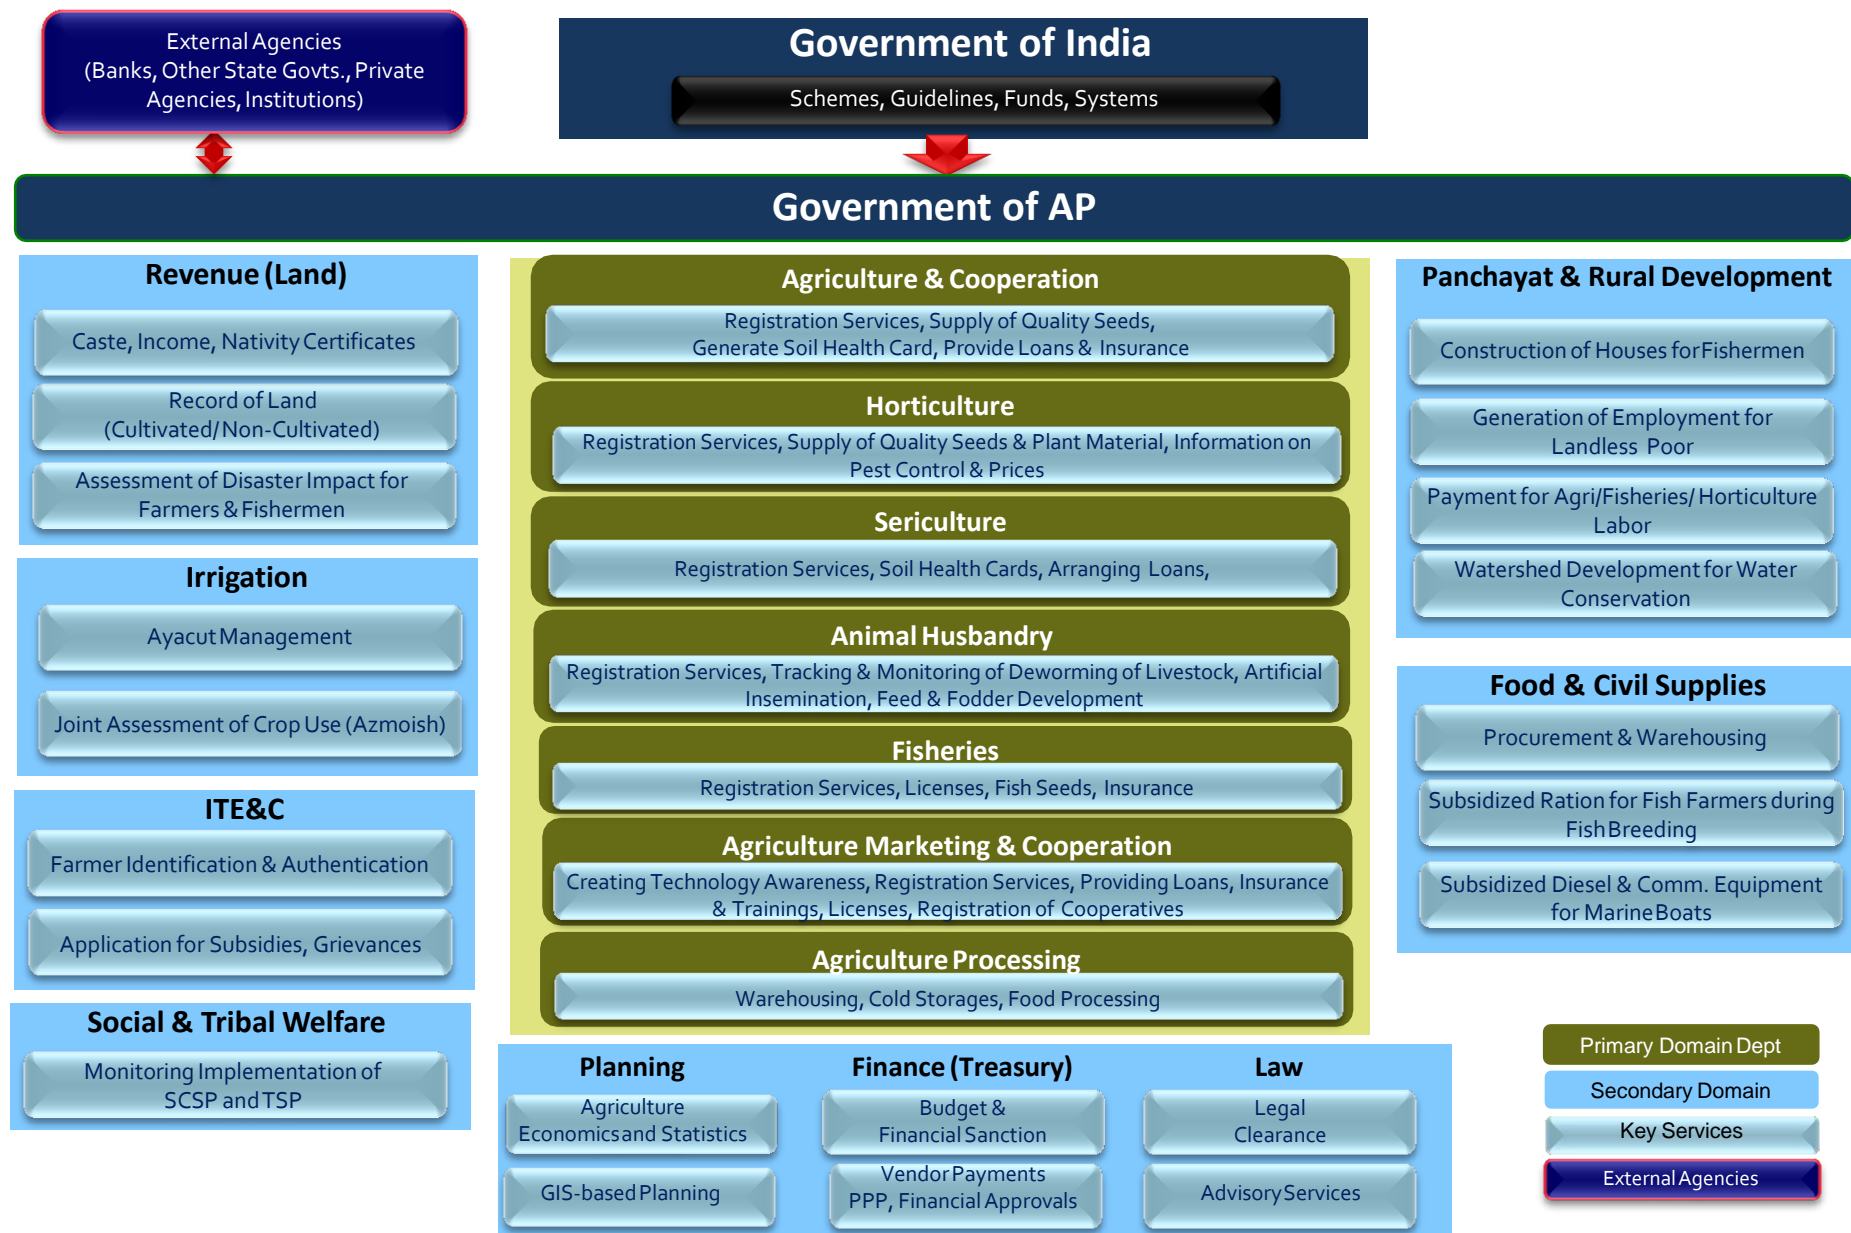 External Agencies
(Banks, Other State Govts., Private
Agencies, Institutions)
Government of India
Schemes, Guidelines, Funds, Systems
Government of AP
Revenue (Land)
Caste, Income, Nativity Certificates
Record of Land
(Cultivated/Non-Cultivated)
Assessment of Disaster Impact for
Farmers & Fishermen
Irrigation
Ayacut Management
Joint Assessment of Crop Use (Azmoish)
ITE&C
Farmer Identification & Authentication
Application for Subsidies, Grievances
Social & Tribal Welfare
Monitoring Implementation of
SCSP and TSP
Agriculture & Cooperation
Registration Services, Supply of Quality Seeds,
Generate Soil Health Card, Provide Loans & Insurance
Horticulture
Registration Services, Supply of Quality Seeds & Plant Material, Information on
Pest Control & Prices
Sericulture
Registration Services, Soil Health Cards, Arranging Loans,
Animal Husbandry
Registration Services, Tracking & Monitoring of Deworming of Livestock, Artificial
Insemination, Feed & Fodder Development
Fisheries
Registration Services, Licenses, Fish Seeds, Insurance
Agriculture Marketing & Cooperation
Creating Technology Awareness, Registration Services, Providing Loans, Insurance
& Trainings, Licenses, Registration of Cooperatives
Agriculture Processing
Warehousing, Cold Storages, Food Processing
Panchayat & Rural Development
Construction of Houses for Fishermen
Generation of Employment for
Landless Poor
Payment for Agri/Fisheries/ Horticulture
Labor
Watershed Development for Water
Conservation
Food & Civil Supplies
Procurement & Warehousing
Subsidized Ration for Fish Farmers during
Fish Breeding
Subsidized Diesel & Comm. Equipment
for Marine Boats
Planning
Agriculture
Economics and Statistics
GIS-based Planning
Finance (Treasury)
Budget &
Financial Sanction
Vendor Payments
PPP, Financial Approvals
Law
Legal
Clearance
Advisory Services
Primary Domain Dept
Secondary Domain
Key Services
External Agencies